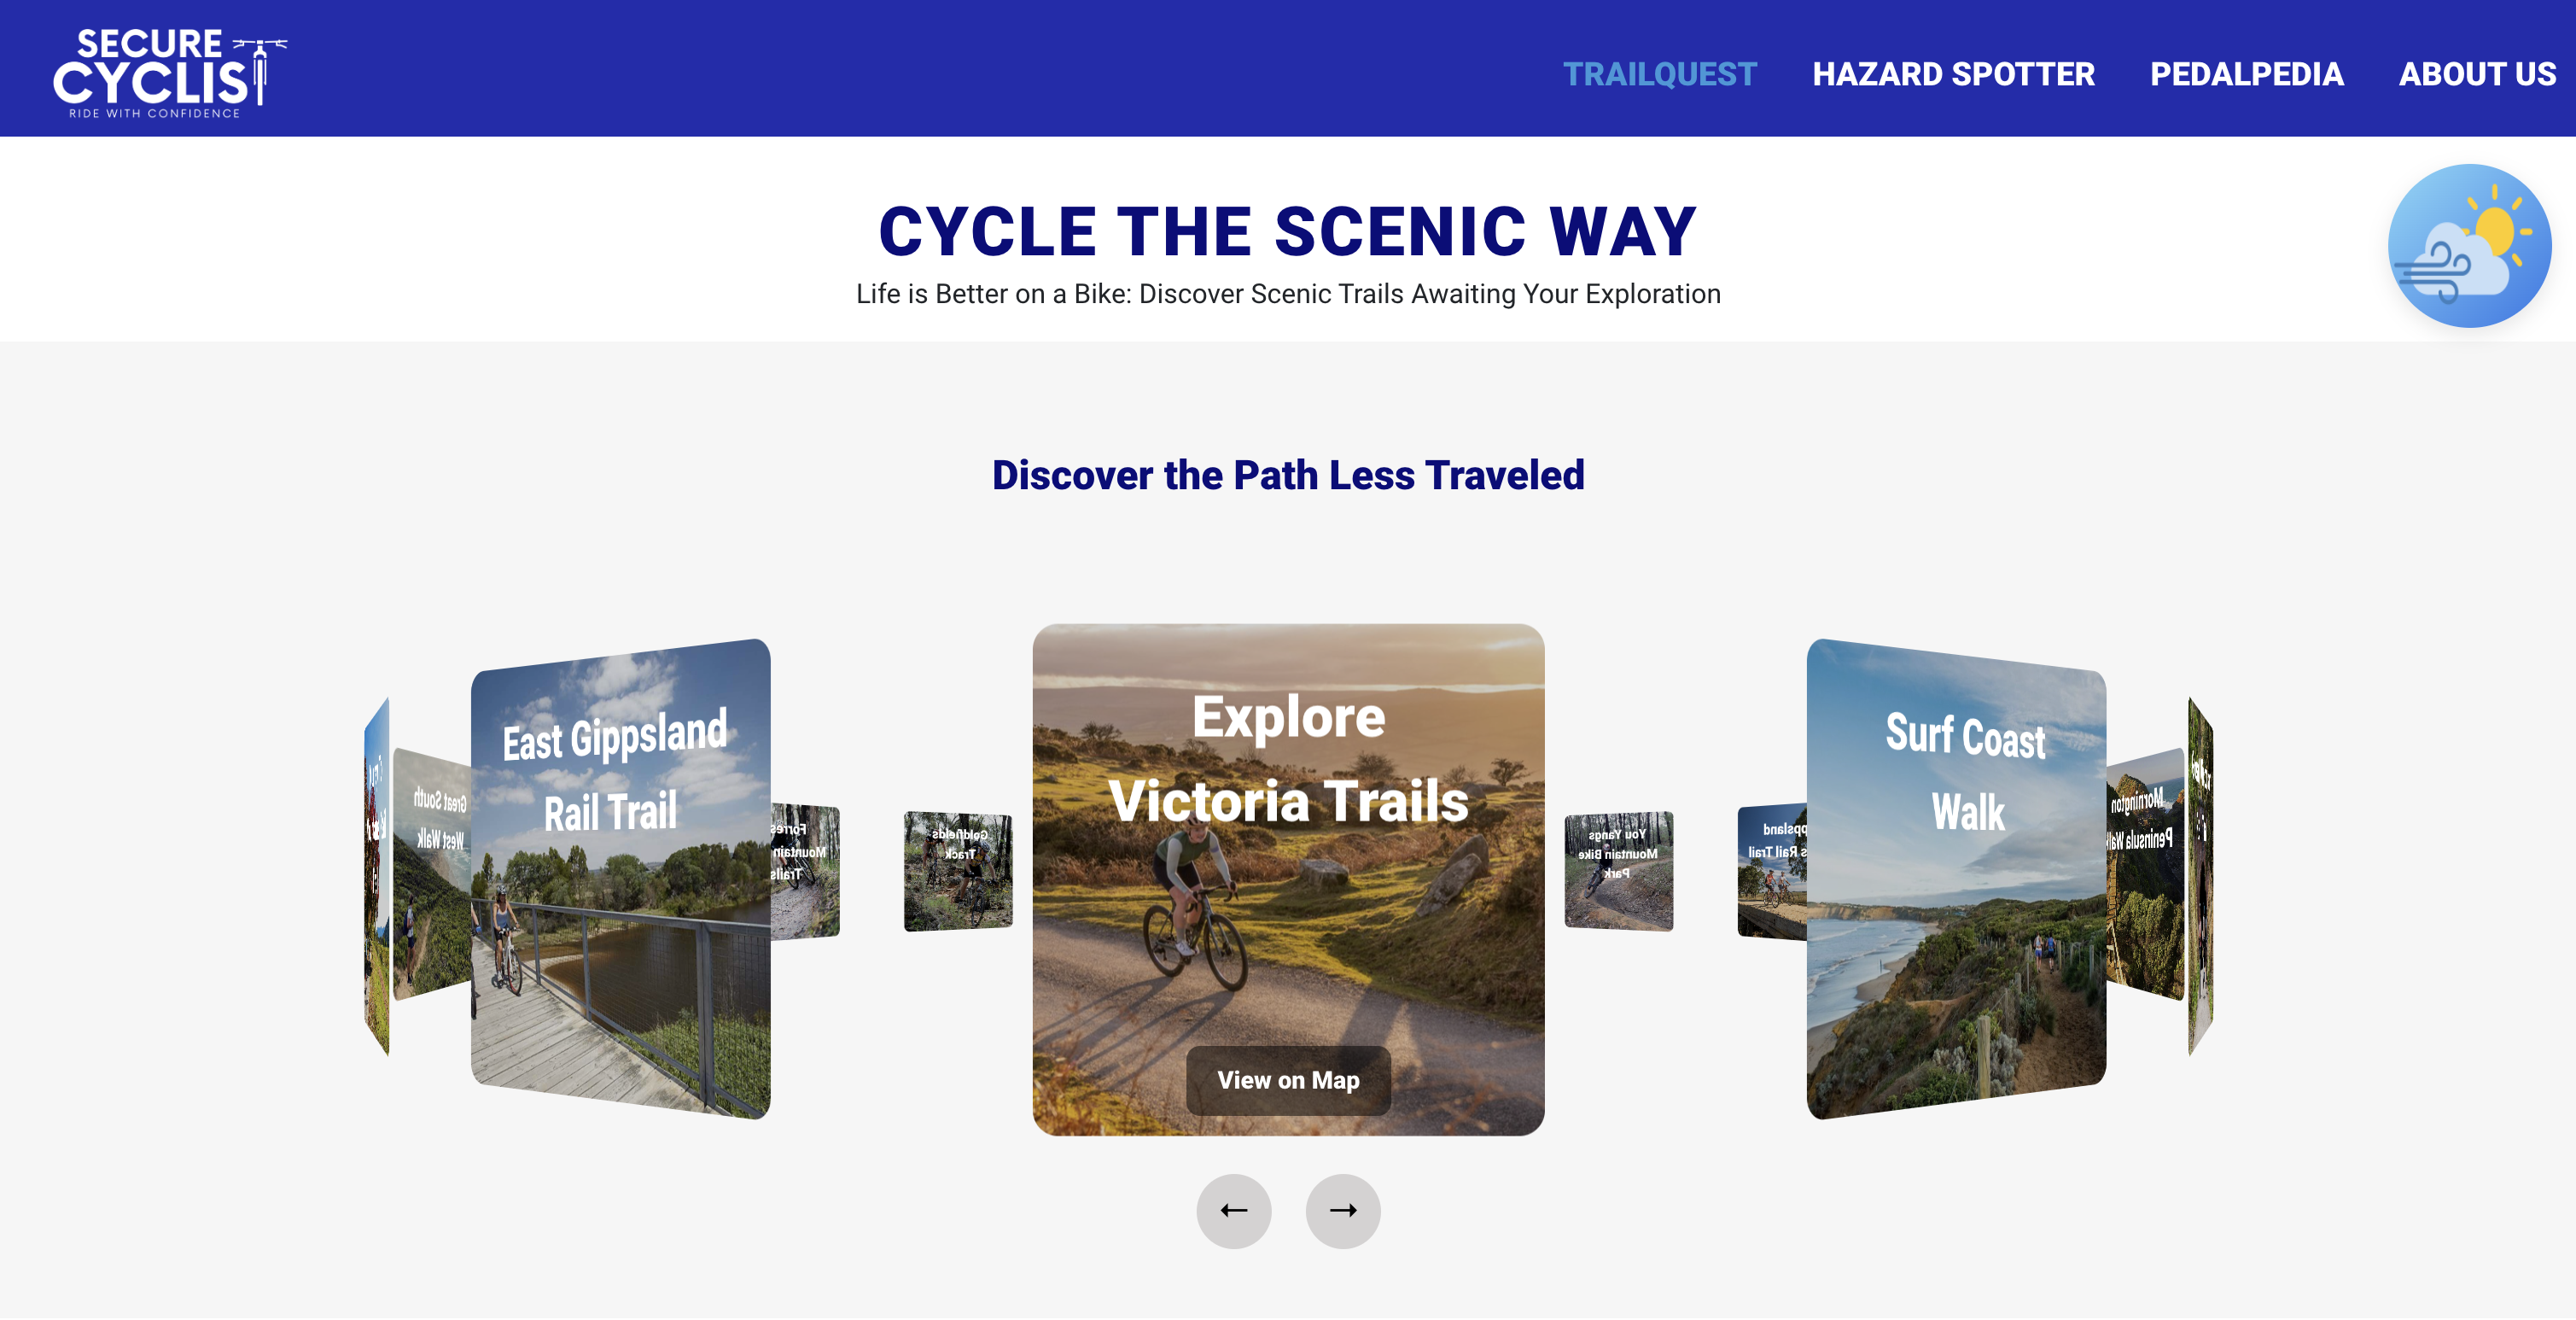 SECURE
CYCLIST
RIDE WITH CONFIDENCE
TRAILQUEST
HAZARD SPOTTER
PEDALPEDIA
ABOUT US
CYCLE THE SCENIC WAY
Life is Better on a Bike: Discover Scenic Trails Awaiting Your Exploration
Discover the Path Less Traveled
Great South
West Walk
East Gippsland
Rail Trail
Mountain
Trails
Goldfields
Track
Explore
Victoria Trails
View on Map
You Yangs
Mountain Bike
Park
Rail Trail
Surf Coast
Walk
Mornington
Peninsula
←
→